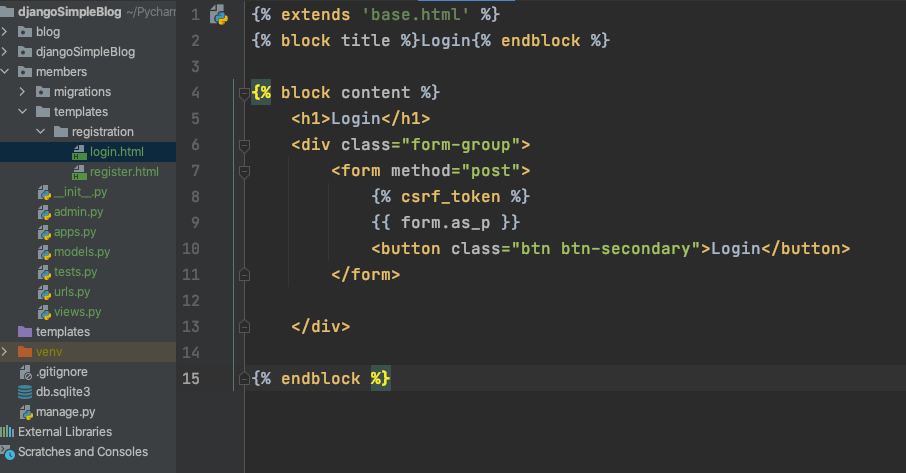 djangoSimpleBlog ~/Pycharm
blog
djangoSimpleBlog
members
migrations
templates
registration
login.html
register.html
__init__.py
admin.py
apps.py
models.py
tests.py
urls.py
views.py
templates
venv
.gitignore
db.sqlite3
manage.py
External Libraries
Scratches and Consoles
1 {% extends 'base.html' %}
2 {% block title %}Login{% endblock %}
3
4 {% block content %}
5     <h1>Login</h1>
6     <div class="form-group">
7         <form method="post">
8             {% csrf_token %}
9             {{ form.as_p }}
10             <button class="btn btn-secondary">Login</button>
11         </form>
12
13     </div>
14
15 {% endblock %}